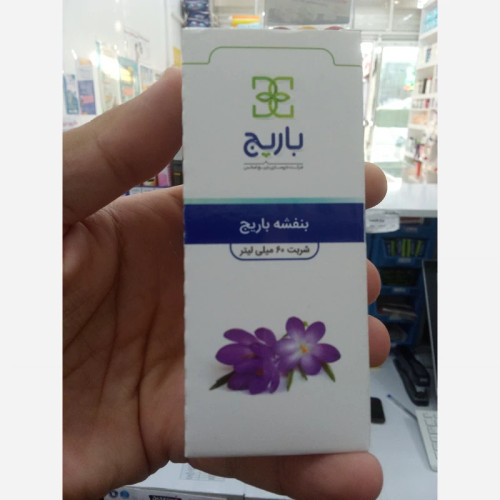 باریج
بنفشه باریج
شربت ۶۰ میلی لیتر